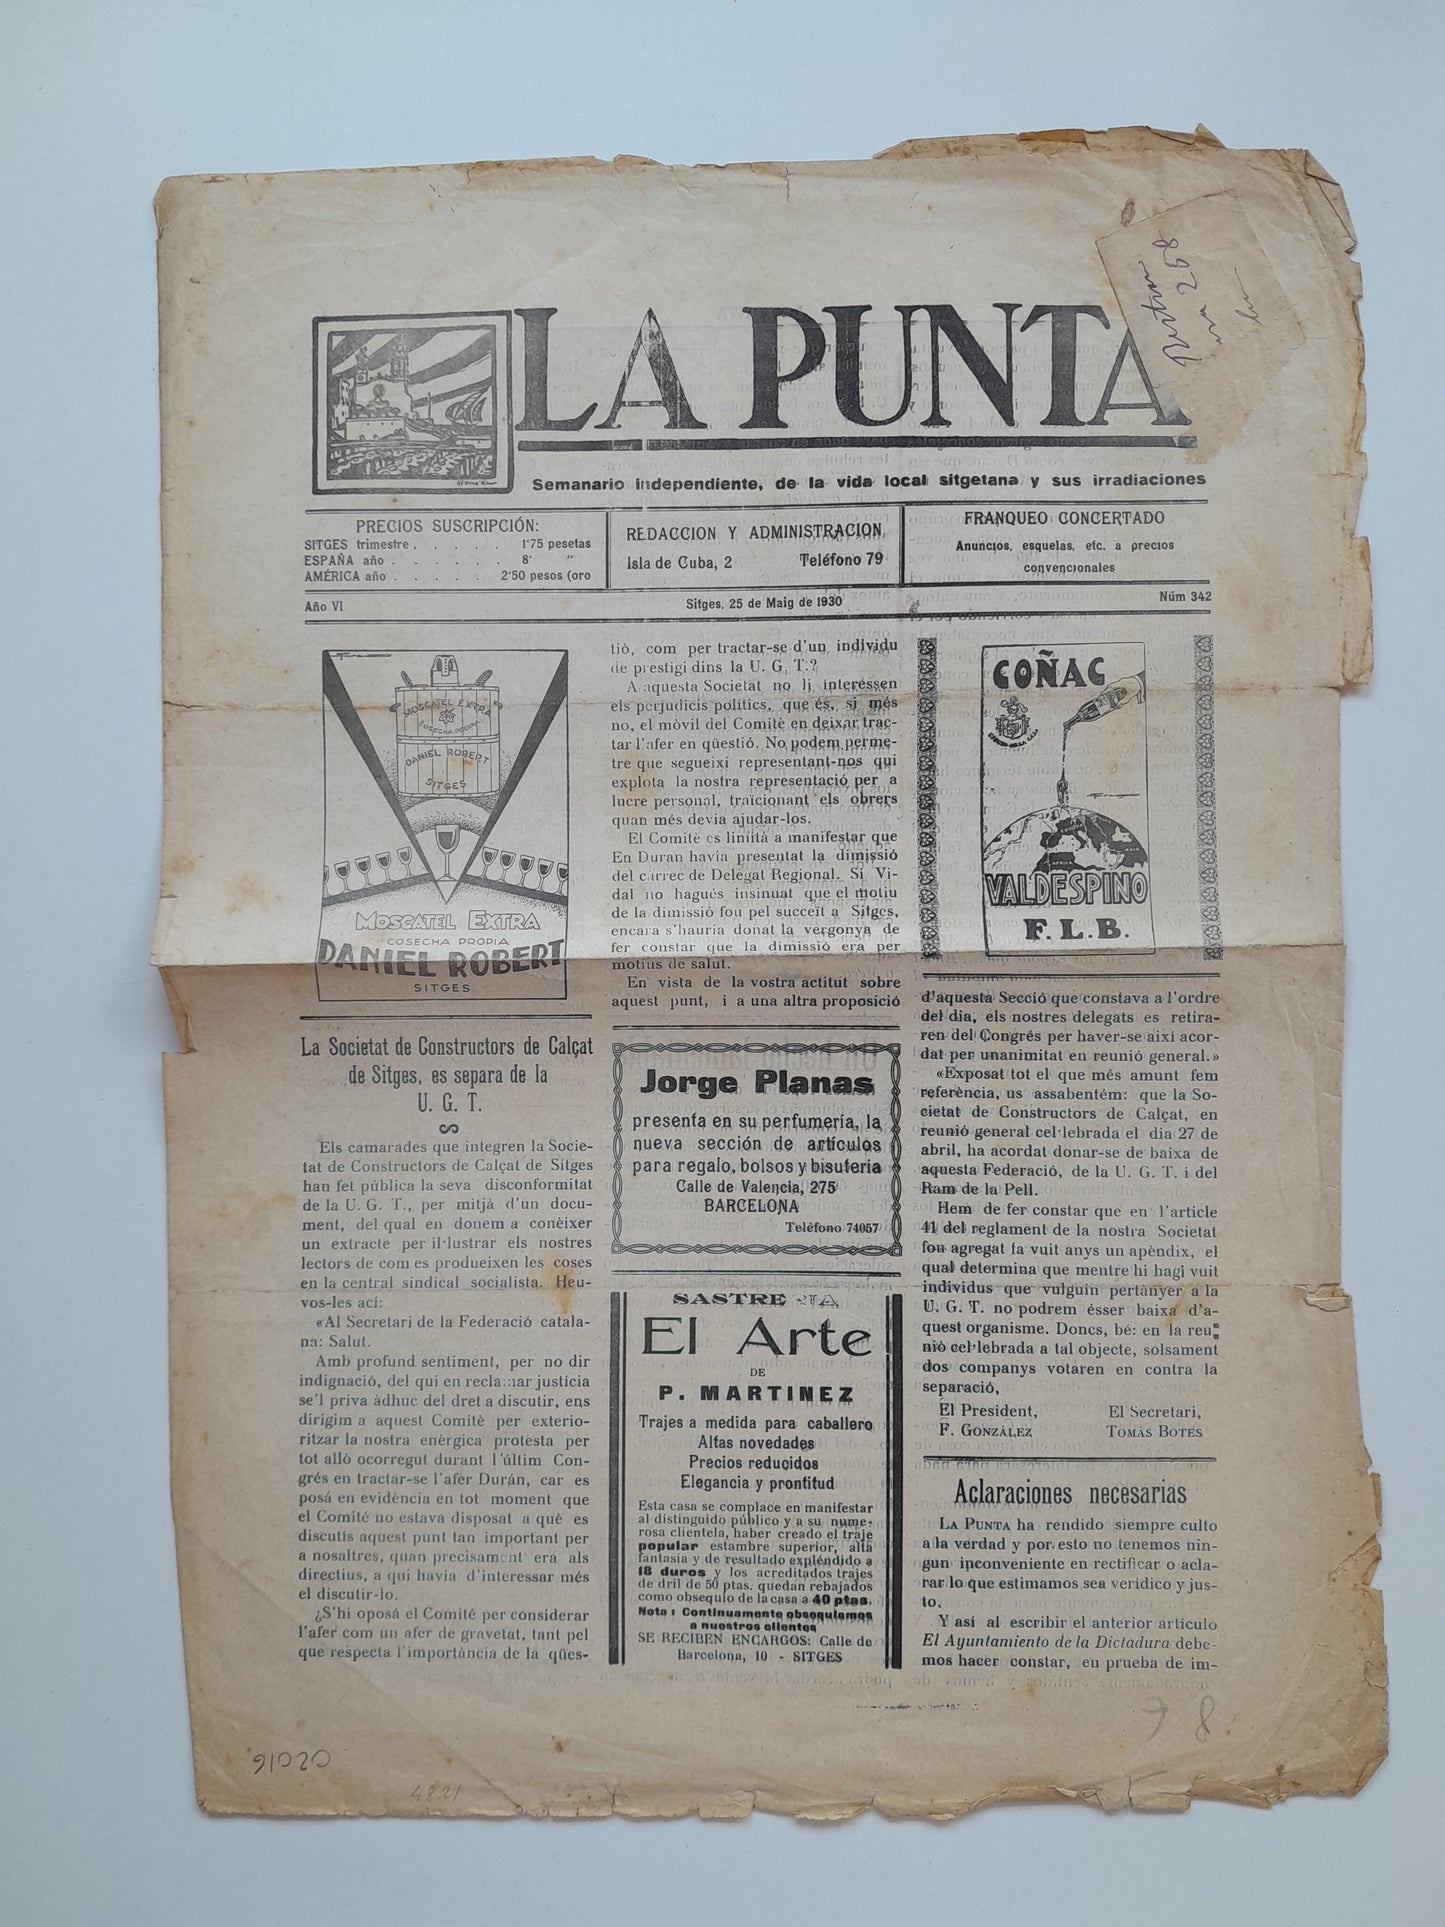 LA PUNTA
Semanario independiente, de la vida local sitgetana y sus irradiaciones
PRECIOS SUSCRIPCIÓN:
SITGES trimestre . . . . . 1'75 pesetas
ESPAÑA año . . . . . . 8' "
AMÉRICA año . . . . . 2'50 pesos (oro
REDACCION Y ADMINISTRACION
Isla de Cuba, 2 Teléfono 79
FRANQUEO CONCERTADO
Anuncios, esquelas, etc. a precios
convencionales
Año VI
Sitges, 25 de Maig de 1930
Núm 342
MOSCATEL EXTRA
COSECHA PROPIA
DANIEL ROBERT
SITGES
MOSCATEL EXTRA
COSECHA PROPIA
DANIEL ROBERT
SITGES
La Societat de Constructors de Calçat
de Sitges, es separa de la
U. G. T.
Els camarades que integren la Socie-
tat de Constructors de Calçat de Sitges
han fet pública la seva disconformitat
de la U. G. T., per mitjà d'un docu-
ment, del qual en donem a conèixer
un extracte per il·lustrar els nostres
lectors de com es produeixen les coses
en la central sindical socialista. Heu-
vos-les ací:
«Al Secretari de la Federació catala-
na: Salut.
Amb profund sentiment, per no dir
indignació, del qui en reclamar justícia
se'l priva àdhuc del dret a discutir, ens
dirigim a aquest Comitè per exterio-
ritzar la nostra enèrgica protesta per
tot allò ocorregut durant l'últim Con-
grés en tractar-se l'afer Durán, car es
posá en evidència en tot moment que
el Comité no estava disposat a què es
discutís aquest punt tan important per
a nosaltres, quan precisament era als
directius, a qui havia d'interessar més
el discutir-lo.
¿S'hi oposá el Comité per considerar
l'afer com un afer de gravetat, tant pel
que respecta l'importància de la qües-
tiò, com per tractar-se d'un individu
de prestigi dins la U. G. T.?
A aquesta Societat no li interessen
els perjudicis polítics, que és, si més
no, el mòvil del Comitè en deixar trac-
tar l'afer en qüestió. No podem perme-
tre que segueixi representant-nos qui
explota la nostra representació per a
lucre personal, traicionant els obrers
quan més devia ajudar-los.
El Comitè es limità a manifestar que
En Duran havia presentat la dimissió
del càrrec de Delegat Regional. Si Vi-
dal no hagués insinuat que el motiu
de la dimissió fou pel succeït a Sitges,
encara s'hauria donat la vergonya de
fer constar que la dimissió era per
motius de salut.
En vista de la vostra actitut sobre
aquest punt, i a una altra proposició
Jorge Planas
presenta en su perfumería, la
nueva sección de artículos
para regalo, bolsos y bisuteria
Calle de Valencia, 275
BARCELONA
Teléfono 74057
SASTRERIA
El Arte
DE
P. MARTINEZ
Trajes a medida para caballero
Altas novedades
Precios reducidos
Elegancia y prontitud
Esta casa se complace en manifestar
al distinguido público y a su nume-
rosa clientela, haber creado el traje
popular estambre superior, alta
fantasía y de resultado expléndido a
18 duros y los acreditados trajes
de dril de 50 ptas. quedan rebajados
como obsequio de la casa a 40 ptas.
Nota: Continuamente obsequiamos
a nuestros clientes
SE RECIBEN ENCARGOS: Calle de
Barcelona, 10 - SITGES
COÑAC
VALDESPINO
F. L. B.
d'aquesta Secció que constava a l'ordre
del dia, els nostres delegats es retira-
ren del Congrés per haver-se així acor-
dat per unanimitat en reunió general.»
«Exposat tot el que més amunt fem
referència, us assabentém: que la So-
cietat de Constructors de Calçat, en
reunió general cel·lebrada el dia 27 de
abril, ha acordat donar-se de baixa de
aquesta Federació, de la U. G. T. i del
Ram de la Pell.
Hem de fer constar que en l'article
41 del reglament de la nostra Societat
fou agregat fa vuit anys un apèndix, el
qual determina que mentre hi hagi vuit
individus que vulguin pertànyer a la
U. G. T. no podrem ésser baixa d'a-
quest organisme. Doncs, bé: en la reu-
nió cel·lebrada a tal objecte, solsament
dos companys votaren en contra la
separació,
El President, El Secretari,
F. GONZÁLEZ TOMÁS BOTÉS
Aclaraciones necesarias
LA PUNTA ha rendido siempre culto
a la verdad y por esto no tenemos nin-
gun inconveniente en rectificar o acla-
rar lo que estimamos sea verídico y jus-
to.
Y así al escribir el anterior artículo
El Ayuntamiento de la Dictadura debe-
mos hacer constar, en prueba de im-
91020